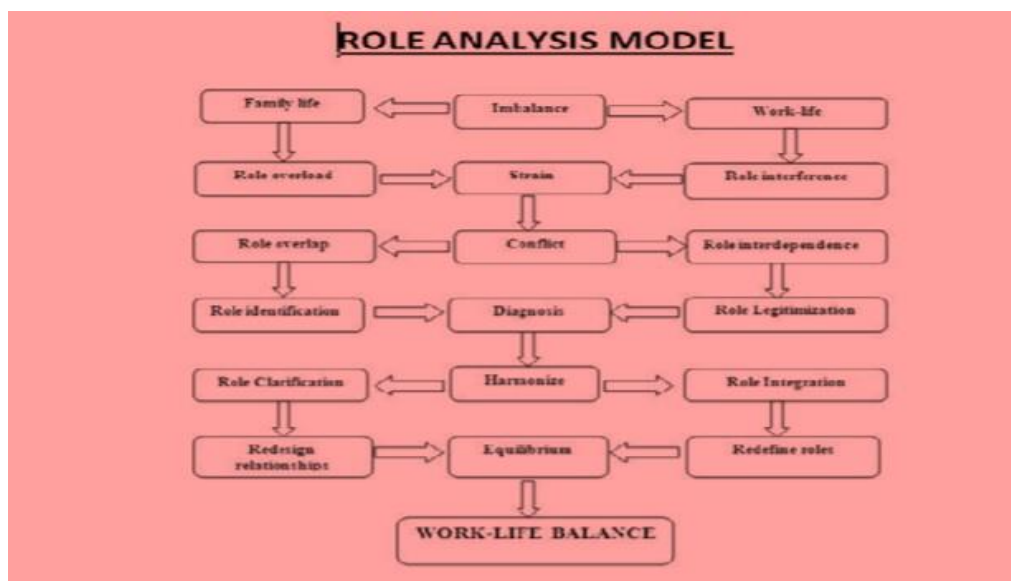 ROLE ANALYSIS MODEL
Family life
Imbalance
Work-life
Role overload
Strain
Role interference
Role overlap
Conflict
Role interdependence
Role identification
Diagnosis
Role Legitimization
Role Clarification
Harmonize
Role Integration
Redesign
relationships
Equilibrium
Redefine roles
WORK-LIFE BALANCE